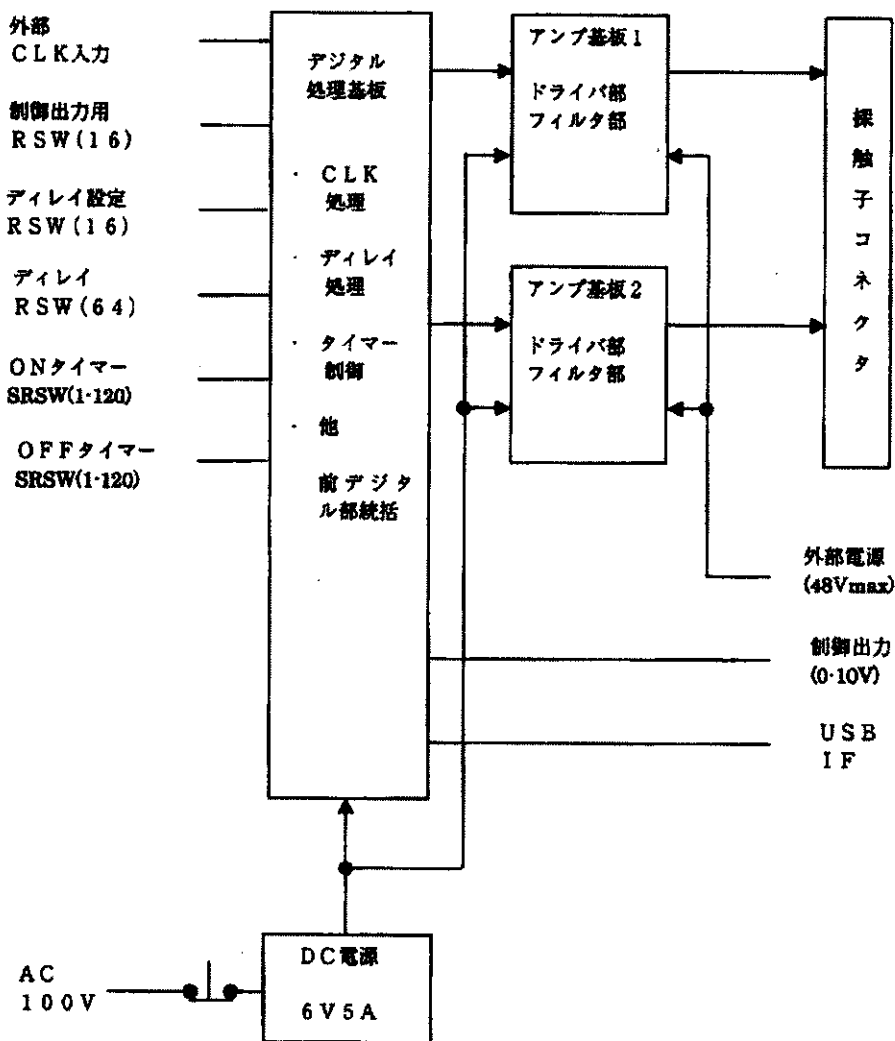 外部
CLK入力
制御出力用
RSW(16)
ディレイ設定
RSW(16)
ディレイ
RSW(64)
ONタイマー
SRSW(1-120)
OFFタイマー
SRSW(1-120)
デジタル
処理基板
・ CLK
処理
・ ディレイ
処理
・ タイマー
制御
・ 他
前デジタ
ル部統括
アンプ基板1
ドライバ部
フィルタ部
アンプ基板2
ドライバ部
フィルタ部
探触子コネクタ
外部電源
(48Vmax)
制御出力
(0-10V)
USB
IF
AC
100V
DC電源
6V5A